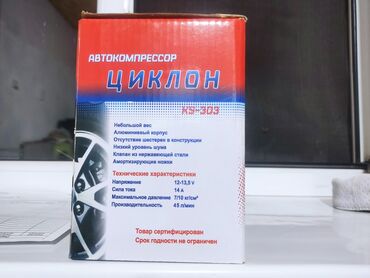 АВТОКОМПРЕССОР
ЦИКЛОН
KS-303
Небольшой вес
Алюминиевый корпус
Отсутствие шестерен в конструкции
Низкий уровень шума
Клапан из нержавеющей стали
Амортизирующие ножки
Технические характеристики
Напряжение 12-13,5 V
Сила тока 14 А
Максимальное давление 7/10 кг/см²
Производительность 45 л/мин
Товар сертифицирован
Срок годности не ограничен